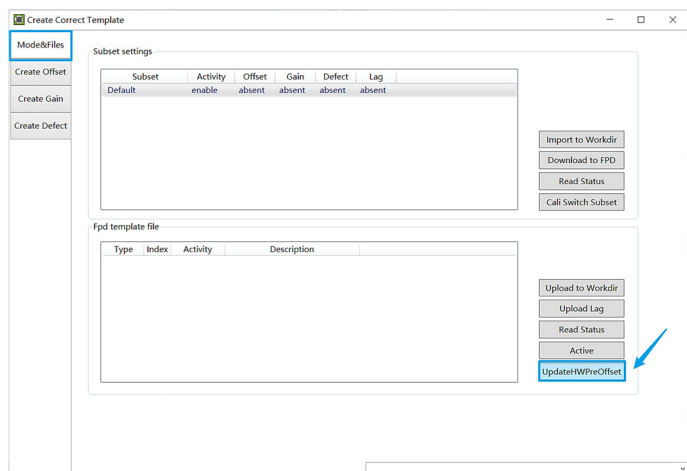 Create Correct Template
Mode&Files
Create Offset
Create Gain
Create Defect
Subset settings
Subset Activity Offset Gain Defect Lag
Default enable absent absent absent absent
Import to Workdir
Download to FPD
Read Status
Cali Switch Subset
Fpd template file
Type Index Activity Description
Upload to Workdir
Upload Lag
Read Status
Active
UpdateHWPreOffset